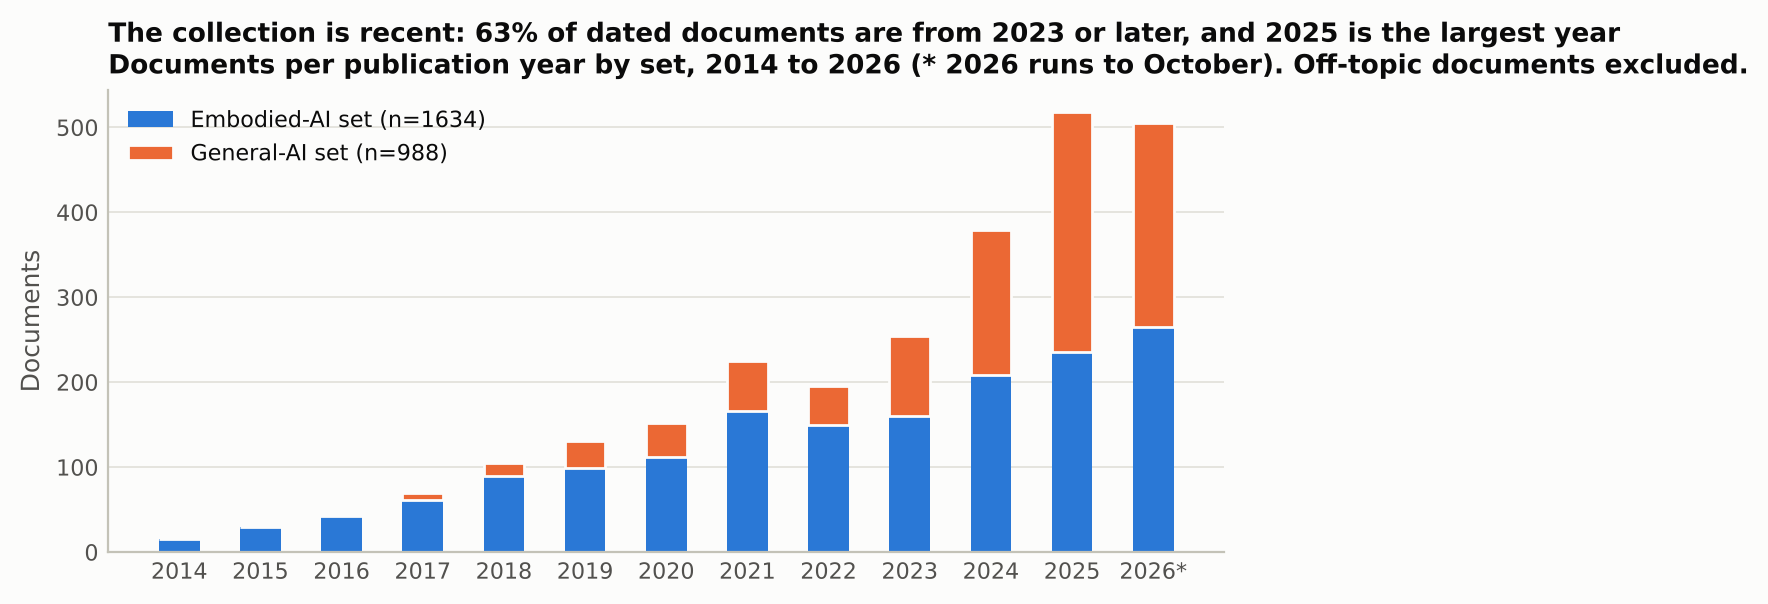 The collection is recent: 63% of dated documents are from 2023 or later, and 2025 is the largest year
Documents per publication year by set, 2014 to 2026 (* 2026 runs to October). Off-topic documents excluded.
Embodied-AI set (n=1634)
General-AI set (n=988)
Documents
500
400
300
200
100
0
2014 2015 2016 2017 2018 2019 2020 2021 2022 2023 2024 2025 2026*